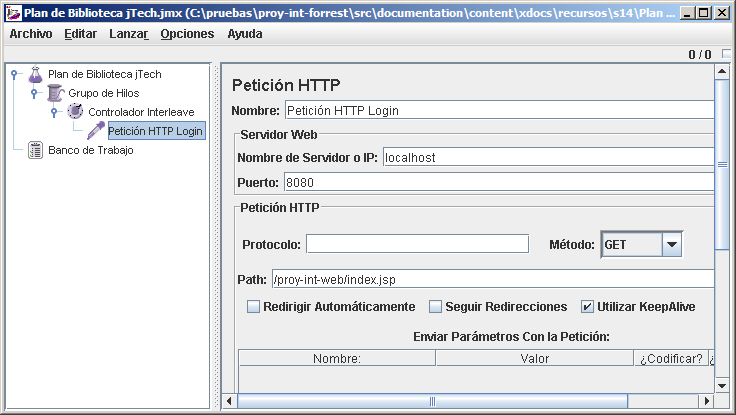 Plan de Biblioteca jTech.jmx (C:\pruebas\proy-int-forrest\src\documentation\content\xdocs\recursos\s14\Plan ...
Archivo Editar Lanzar Opciones Ayuda
0 / 0
Plan de Biblioteca jTech
Grupo de Hilos
Controlador Interleave
Petición HTTP Login
Banco de Trabajo
Petición HTTP
Nombre: Petición HTTP Login
Servidor Web
Nombre de Servidor o IP: localhost
Puerto: 8080
Petición HTTP
Protocolo: Método: GET
Path: /proy-int-web/index.jsp
Redirigir Automáticamente Seguir Redirecciones Utilizar KeepAlive
Enviar Parámetros Con la Petición:
Nombre: Valor ¿Codificar? ¿